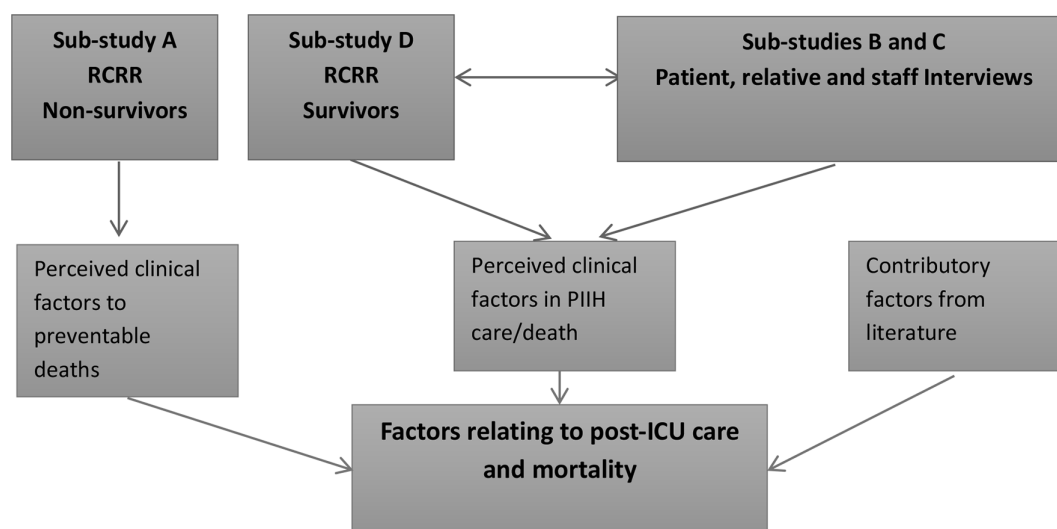 Sub-study A
RCRR
Non-survivors
Sub-study D
RCRR
Survivors
Sub-studies B and C
Patient, relative and staff Interviews
Perceived clinical
factors to
preventable
deaths
Perceived clinical
factors in PIIH
care/death
Contributory
factors from
literature
Factors relating to post-ICU care
and mortality